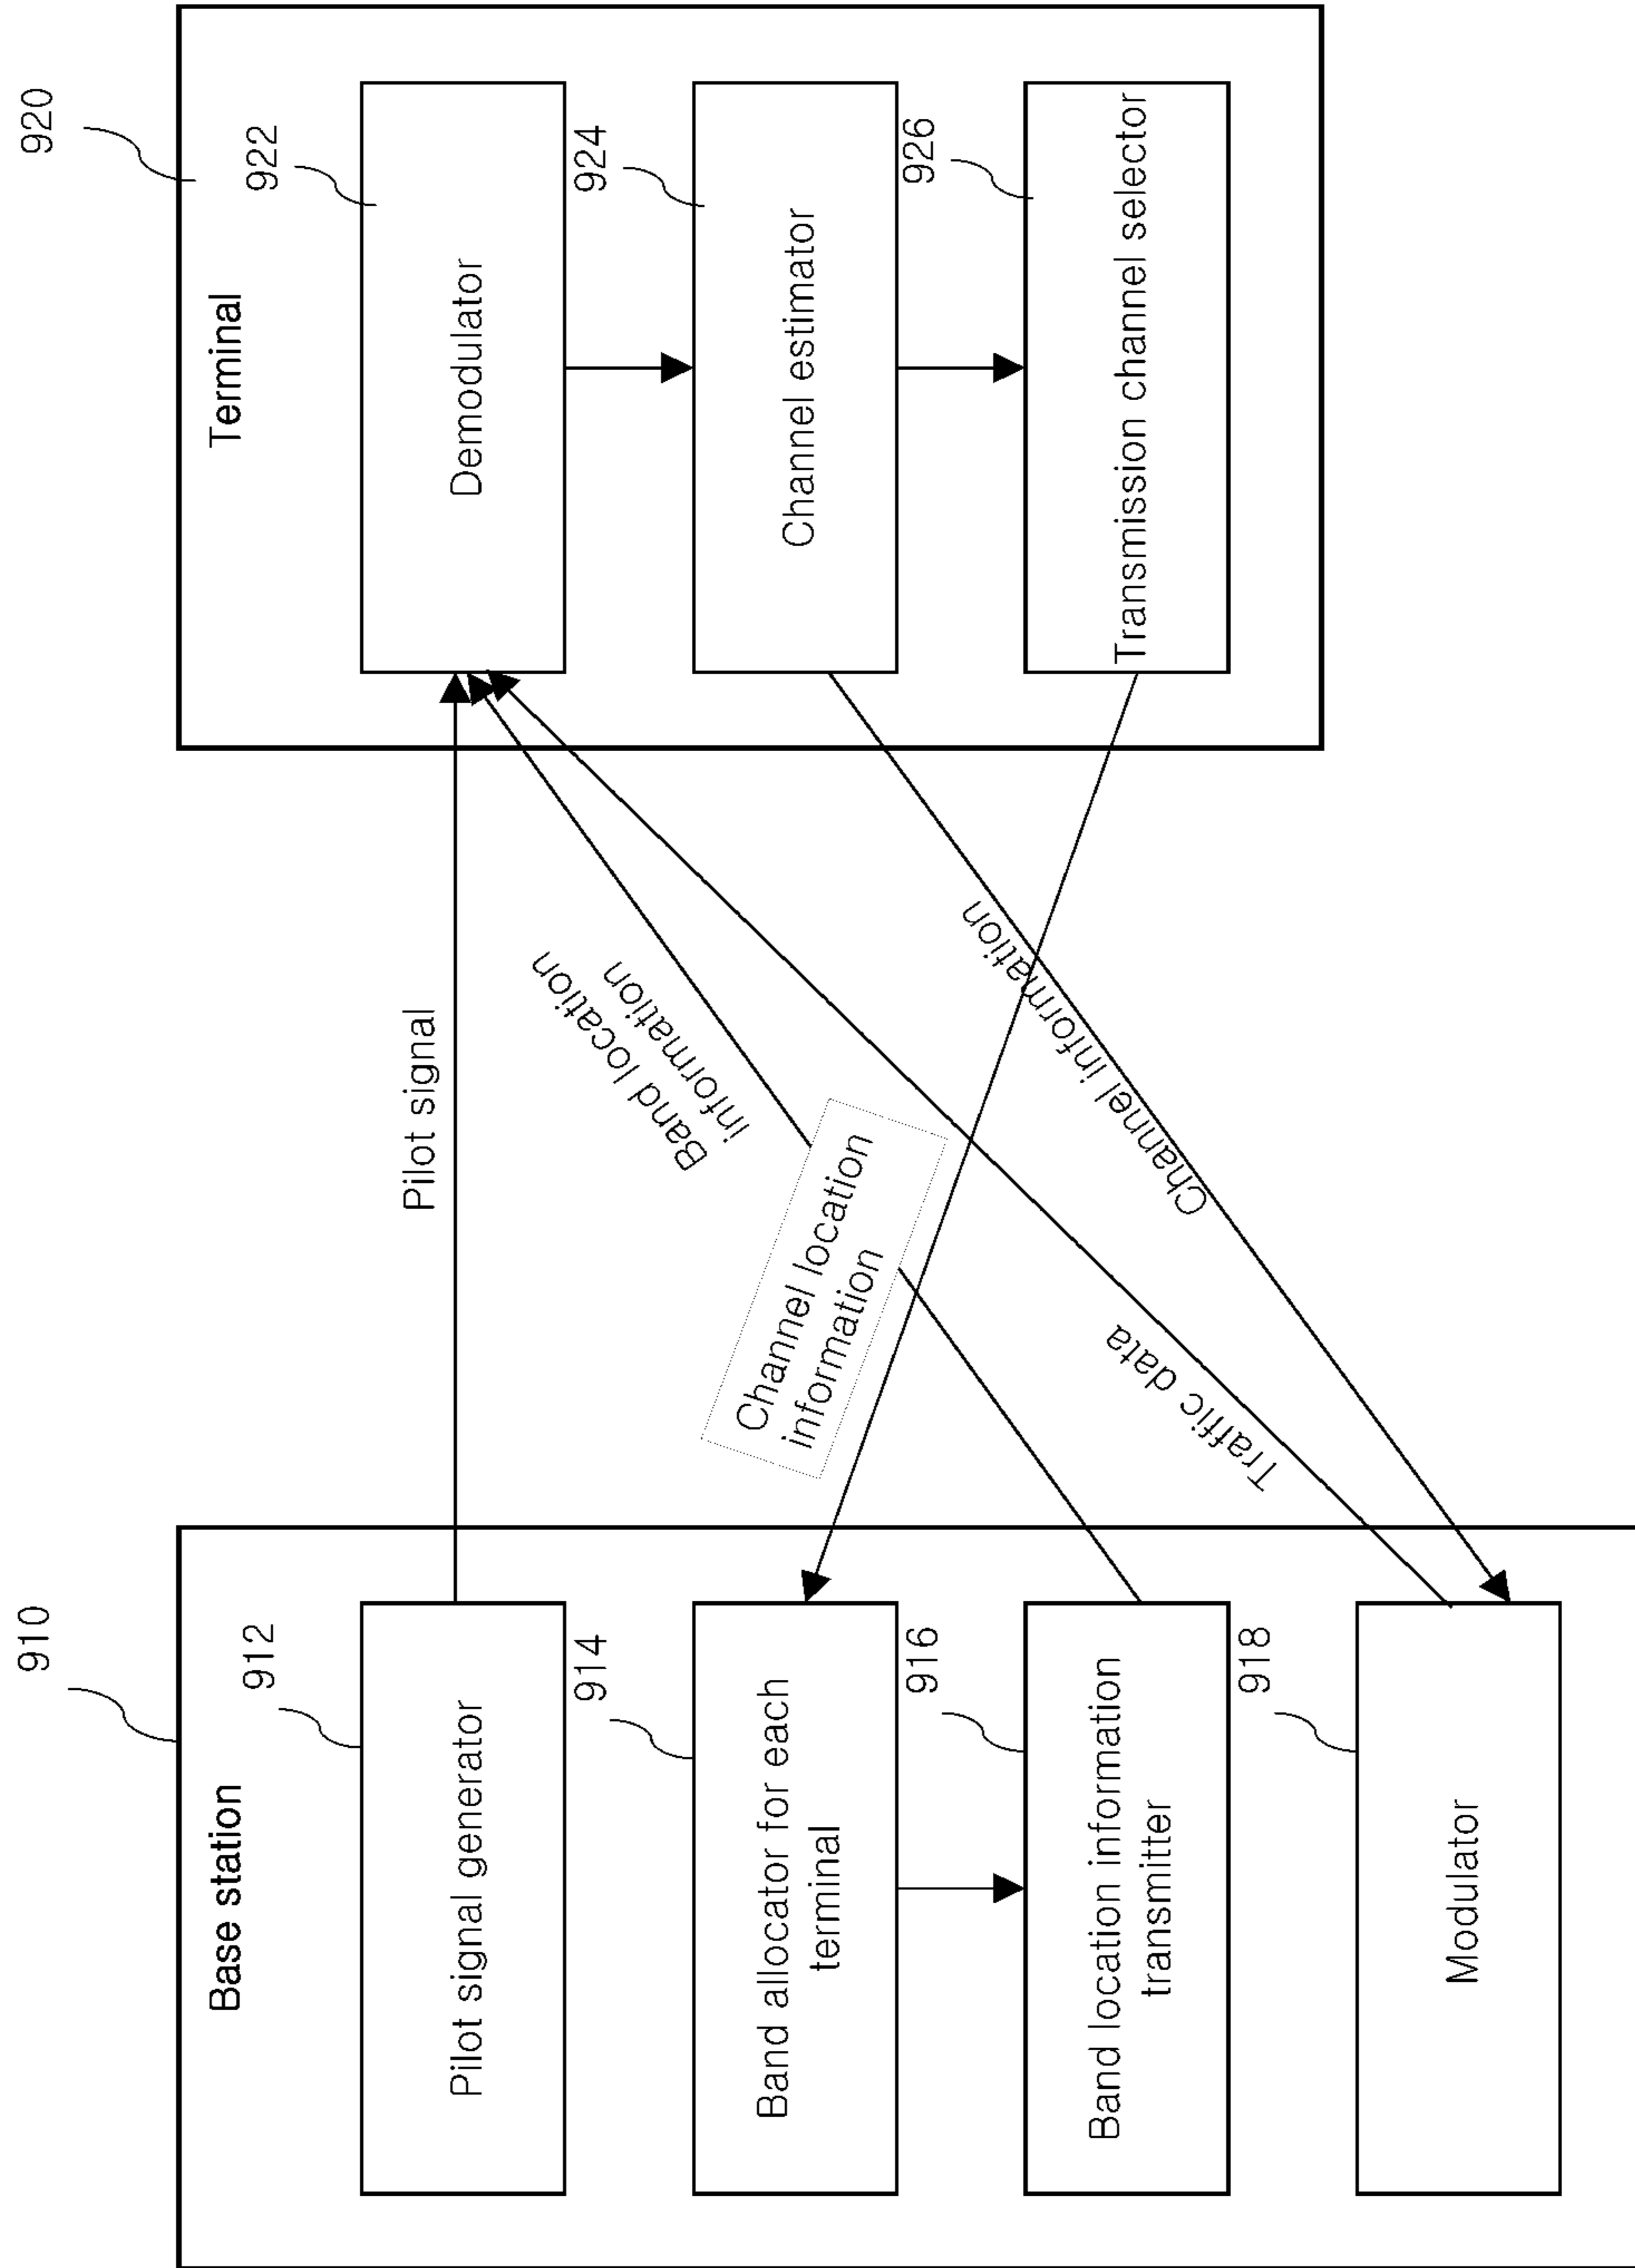 910
Base station
912
Pilot signal generator
914
Band allocator for each
terminal
916
Band location information
transmitter
918
Modulator
Pilot signal
Band location
information
Channel location
information
Channel information
Traffic data
920
Terminal
922
Demodulator
924
Channel estimator
926
Transmission channel selector